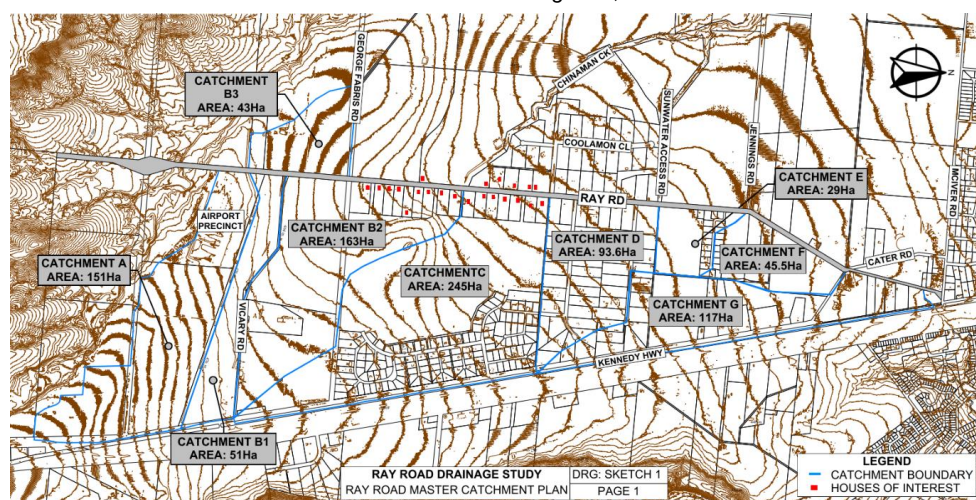 CATCHMENT
B3
AREA: 43Ha
GEORGE FABRIS RD
CHINAMAN CK
SUNWATER ACCESS RD
COOLAMON CL
JENNINGS RD
N
CATCHMENT E
AREA: 29Ha
MCIVER RD
RAY RD
AIRPORT
PRECINCT
CATCHMENT B2
AREA: 163Ha
CATCHMENT D
AREA: 93.6Ha
CATCHMENT F
AREA: 45.5Ha
CATER RD
CATCHMENT A
AREA: 151Ha
CATCHMENTC
AREA: 245Ha
CATCHMENT G
AREA: 117Ha
VICARY RD
KENNEDY HWY
CATCHMENT B1
AREA: 51Ha
RAY ROAD DRAINAGE STUDY
DRG: SKETCH 1
RAY ROAD MASTER CATCHMENT PLAN
PAGE 1
LEGEND
CATCHMENT BOUNDARY
HOUSES OF INTEREST